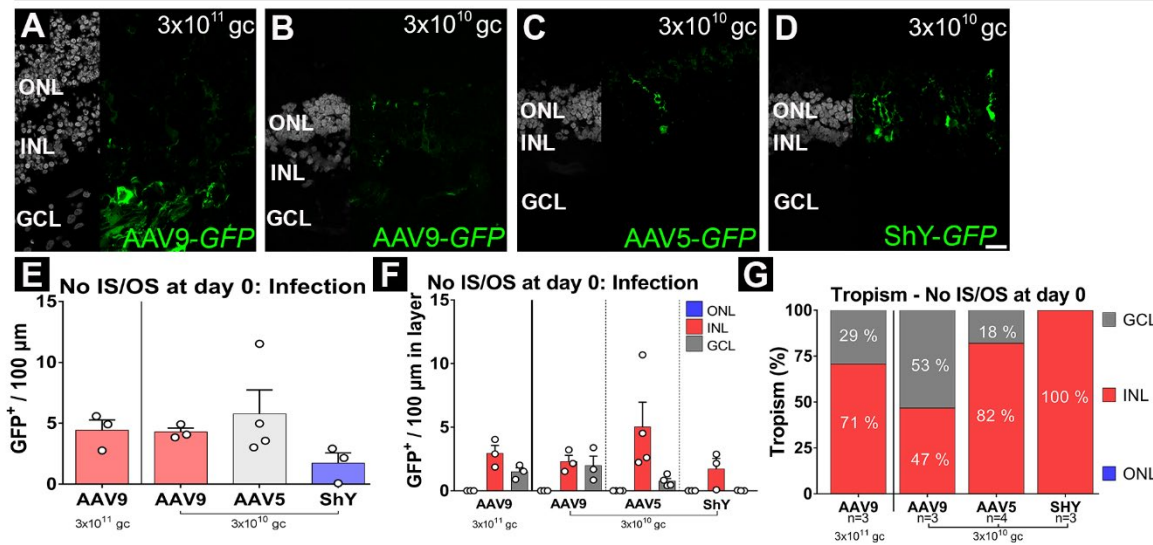 A
3x10¹¹ gc
ONL
INL
GCL
AAV9-GFP
B
3x10¹⁰ gc
ONL
INL
GCL
AAV9-GFP
C
3x10¹⁰ gc
ONL
INL
GCL
AAV5-GFP
D
3x10¹⁰ gc
ONL
INL
GCL
ShY-GFP
E
No IS/OS at day 0: Infection
GFP⁺ / 100 µm
15
10
5
0
AAV9 AAV9 AAV5 ShY
3x10¹¹ gc 3x10¹⁰ gc
F
No IS/OS at day 0: Infection
GFP⁺ / 100 µm in layer
15
10
5
0
ONL
INL
GCL
AAV9 AAV9 AAV5 ShY
3x10¹¹ gc 3x10¹⁰ gc
G
Tropism - No IS/OS at day 0
Tropism (%)
100
75
50
25
0
29 % 53 % 18 % 100 %
71 % 47 % 82 %
GCL
INL
ONL
AAV9 AAV9 AAV5 SHY
n=3 n=3 n=4 n=3
3x10¹¹ gc 3x10¹⁰ gc